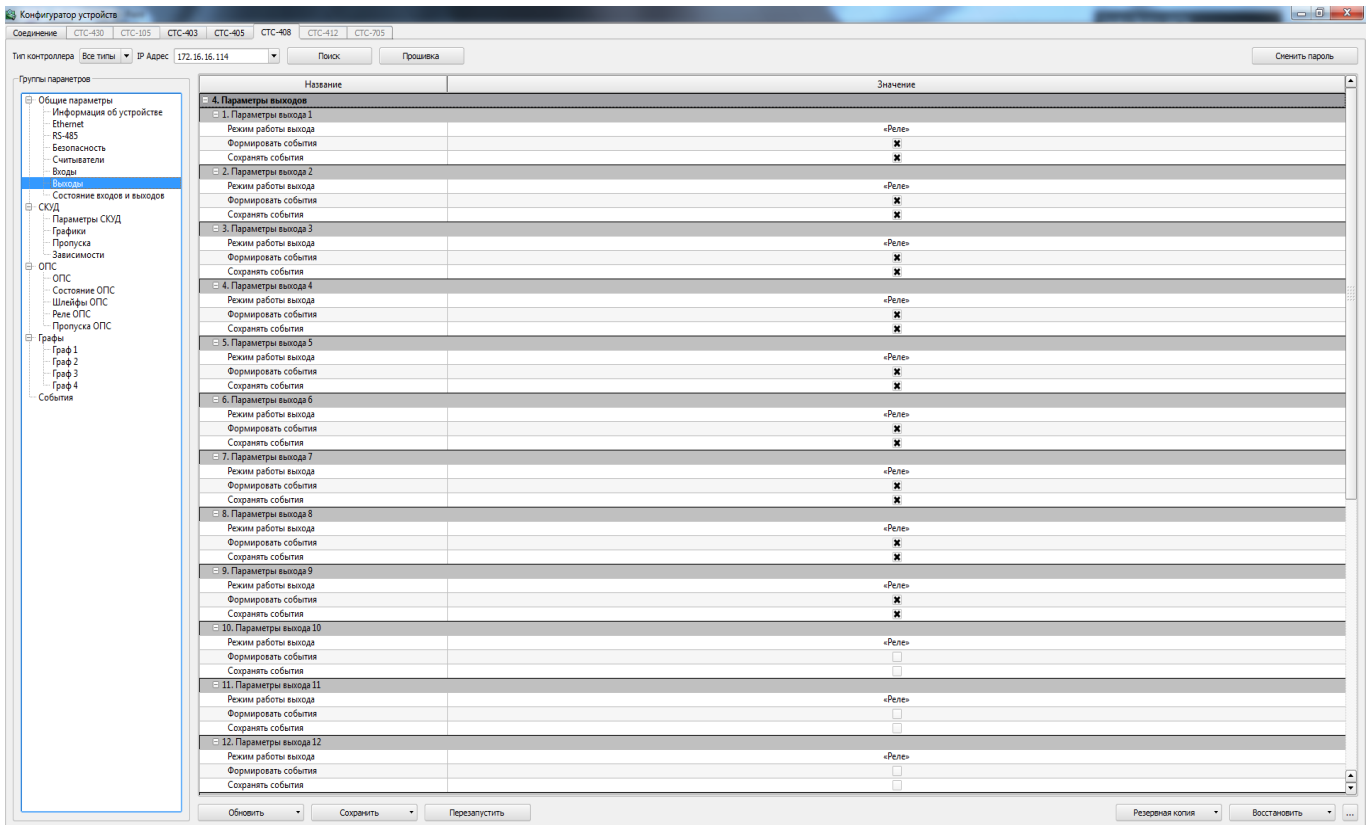 Конфигуратор устройств
Соединение СТС-430 СТС-105 СТС-403 СТС-405 СТС-408 СТС-412 СТС-705
Тип контроллера Все типы IP Адрес 172.16.16.114 Поиск Прошивка Сменить пароль
Группы параметров
Общие параметры
Информация об устройстве
Ethernet
RS-485
Безопасность
Считыватели
Входы
Выходы
Состояние входов и выходов
СКУД
Параметры СКУД
Графики
Пропуска
Зависимости
ОПС
ОПС
Состояние ОПС
Шлейфы ОПС
Реле ОПС
Пропуска ОПС
Графы
Граф 1
Граф 2
Граф 3
Граф 4
События
Название Значение
4. Параметры выходов
1. Параметры выхода 1
Режим работы выхода «Реле»
Формировать события
Сохранять события
2. Параметры выхода 2
Режим работы выхода «Реле»
Формировать события
Сохранять события
3. Параметры выхода 3
Режим работы выхода «Реле»
Формировать события
Сохранять события
4. Параметры выхода 4
Режим работы выхода «Реле»
Формировать события
Сохранять события
5. Параметры выхода 5
Режим работы выхода «Реле»
Формировать события
Сохранять события
6. Параметры выхода 6
Режим работы выхода «Реле»
Формировать события
Сохранять события
7. Параметры выхода 7
Режим работы выхода «Реле»
Формировать события
Сохранять события
8. Параметры выхода 8
Режим работы выхода «Реле»
Формировать события
Сохранять события
9. Параметры выхода 9
Режим работы выхода «Реле»
Формировать события
Сохранять события
10. Параметры выхода 10
Режим работы выхода «Реле»
Формировать события
Сохранять события
11. Параметры выхода 11
Режим работы выхода «Реле»
Формировать события
Сохранять события
12. Параметры выхода 12
Режим работы выхода «Реле»
Формировать события
Сохранять события
Обновить Сохранить Перезапустить Резервная копия Восстановить ...